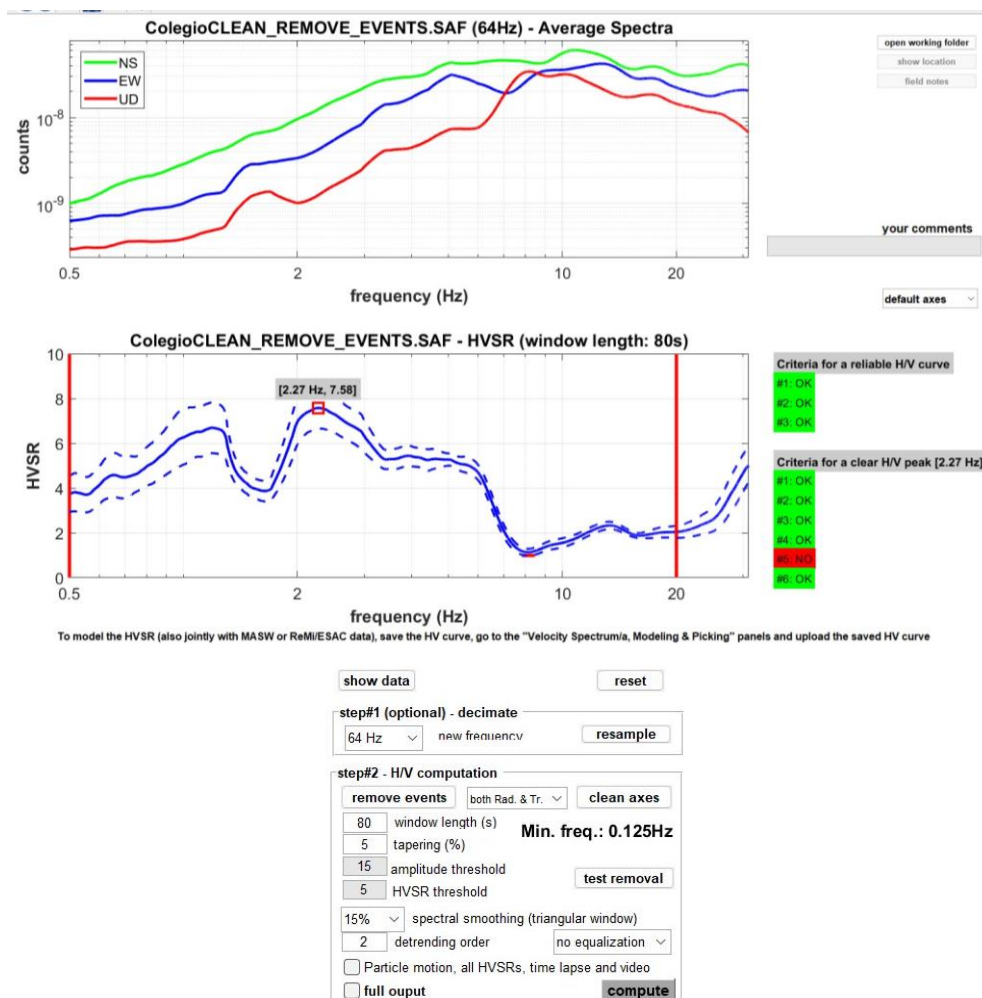 ColegioCLEAN_REMOVE_EVENTS.SAF (64Hz) - Average Spectra
NS
EW
UD
10-8
10-9
counts
0.5 2 10 20
frequency (Hz)
open working folder
show location
field notes
your comments
default axes
ColegioCLEAN_REMOVE_EVENTS.SAF - HVSR (window length: 80s)
[2.27 Hz, 7.58]
10
8
6
4
2
0
HVSR
0.5 2 10 20
frequency (Hz)
Criteria for a reliable H/V curve
#1: OK
#2: OK
#3: OK
Criteria for a clear H/V peak [2.27 Hz]
#1: OK
#2: OK
#3: OK
#4: OK
#5: NO
#6: OK
To model the HVSR (also jointly with MASW or ReMi/ESAC data), save the HV curve, go to the "Velocity Spectrum/a, Modeling & Picking" panels and upload the saved HV curve
show data reset
step#1 (optional) - decimate
64 Hz new frequency resample
step#2 - H/V computation
remove events both Rad. & Tr. clean axes
80 window length (s) Min. freq.: 0.125Hz
5 tapering (%)
15 amplitude threshold
test removal
5 HVSR threshold
15% spectral smoothing (triangular window)
2 detrending order no equalization
Particle motion, all HVSRs, time lapse and video
full ouput compute